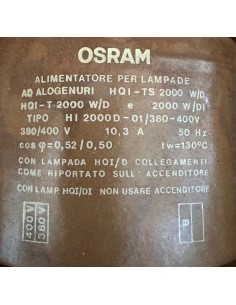 OSRAM
ALIMENTATORE PER LAMPADE
AD ALOGENURI HQI-TS 2000 W/D,
HQI-T 2000 W/D e 2000 W/DI
TIPO HI 2000D-01/380-400V
380/400 V 10,3 A 50 Hz
cos φ=0,52/0,50 tw=130°C
CON LAMPADA HQI/D COLLEGAMENTI
COME RIPORTATO SULL' ACCENDITORE
CON LAMP. HQI/DI NON USARE ACCENDITORE
400V
380V
B